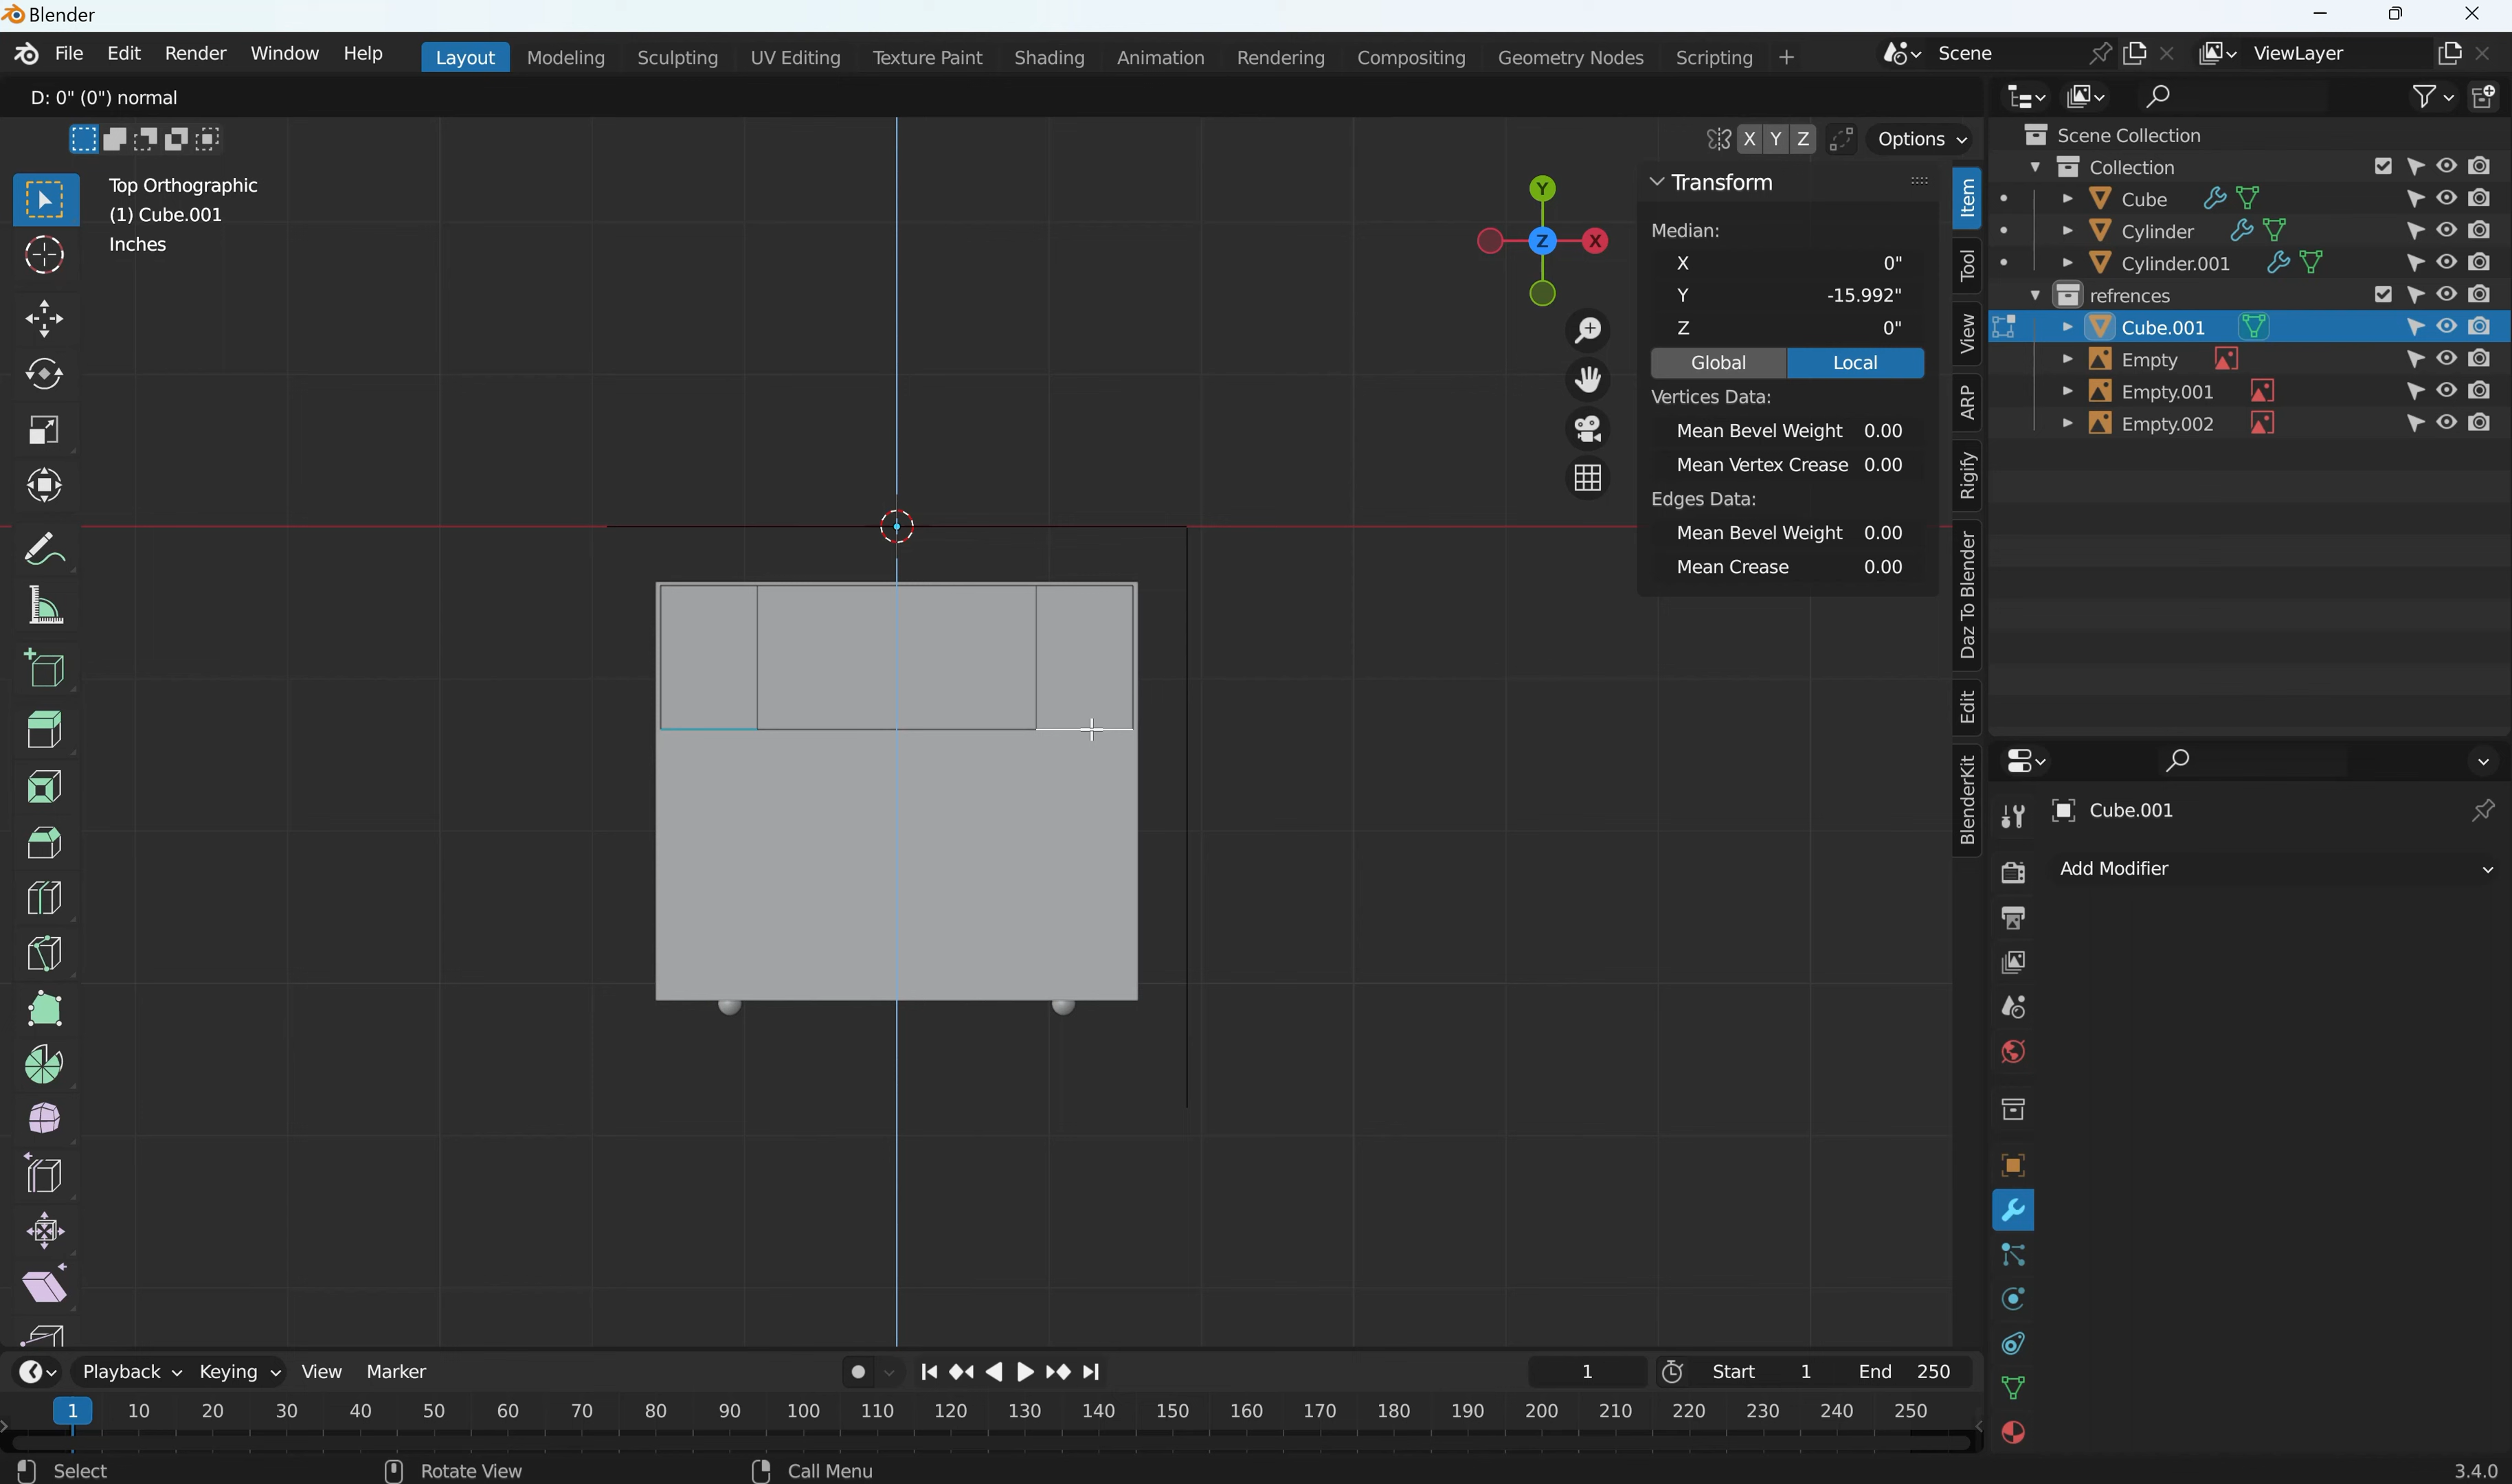 Blender
File Edit Render Window Help Layout Modeling Sculpting UV Editing Texture Paint Shading Animation Rendering Compositing Geometry Nodes Scripting + Scene ViewLayer
D: 0" (0") normal
X Y Z Options
Top Orthographic
(1) Cube.001
Inches
Y
Z
X
Transform
Median:
X 0"
Y -15.992"
Z 0"
Global Local
Vertices Data:
Mean Bevel Weight 0.00
Mean Vertex Crease 0.00
Edges Data:
Mean Bevel Weight 0.00
Mean Crease 0.00
Item
Tool
View
ARP
Rigify
Daz To Blender
Edit
BlenderKit
Scene Collection
Collection
Cube
Cylinder
Cylinder.001
refrences
Cube.001
Empty
Empty.001
Empty.002
Cube.001
Add Modifier
Playback Keying View Marker 1 Start 1 End 250
1 10 20 30 40 50 60 70 80 90 100 110 120 130 140 150 160 170 180 190 200 210 220 230 240 250
Select Rotate View Call Menu 3.4.0